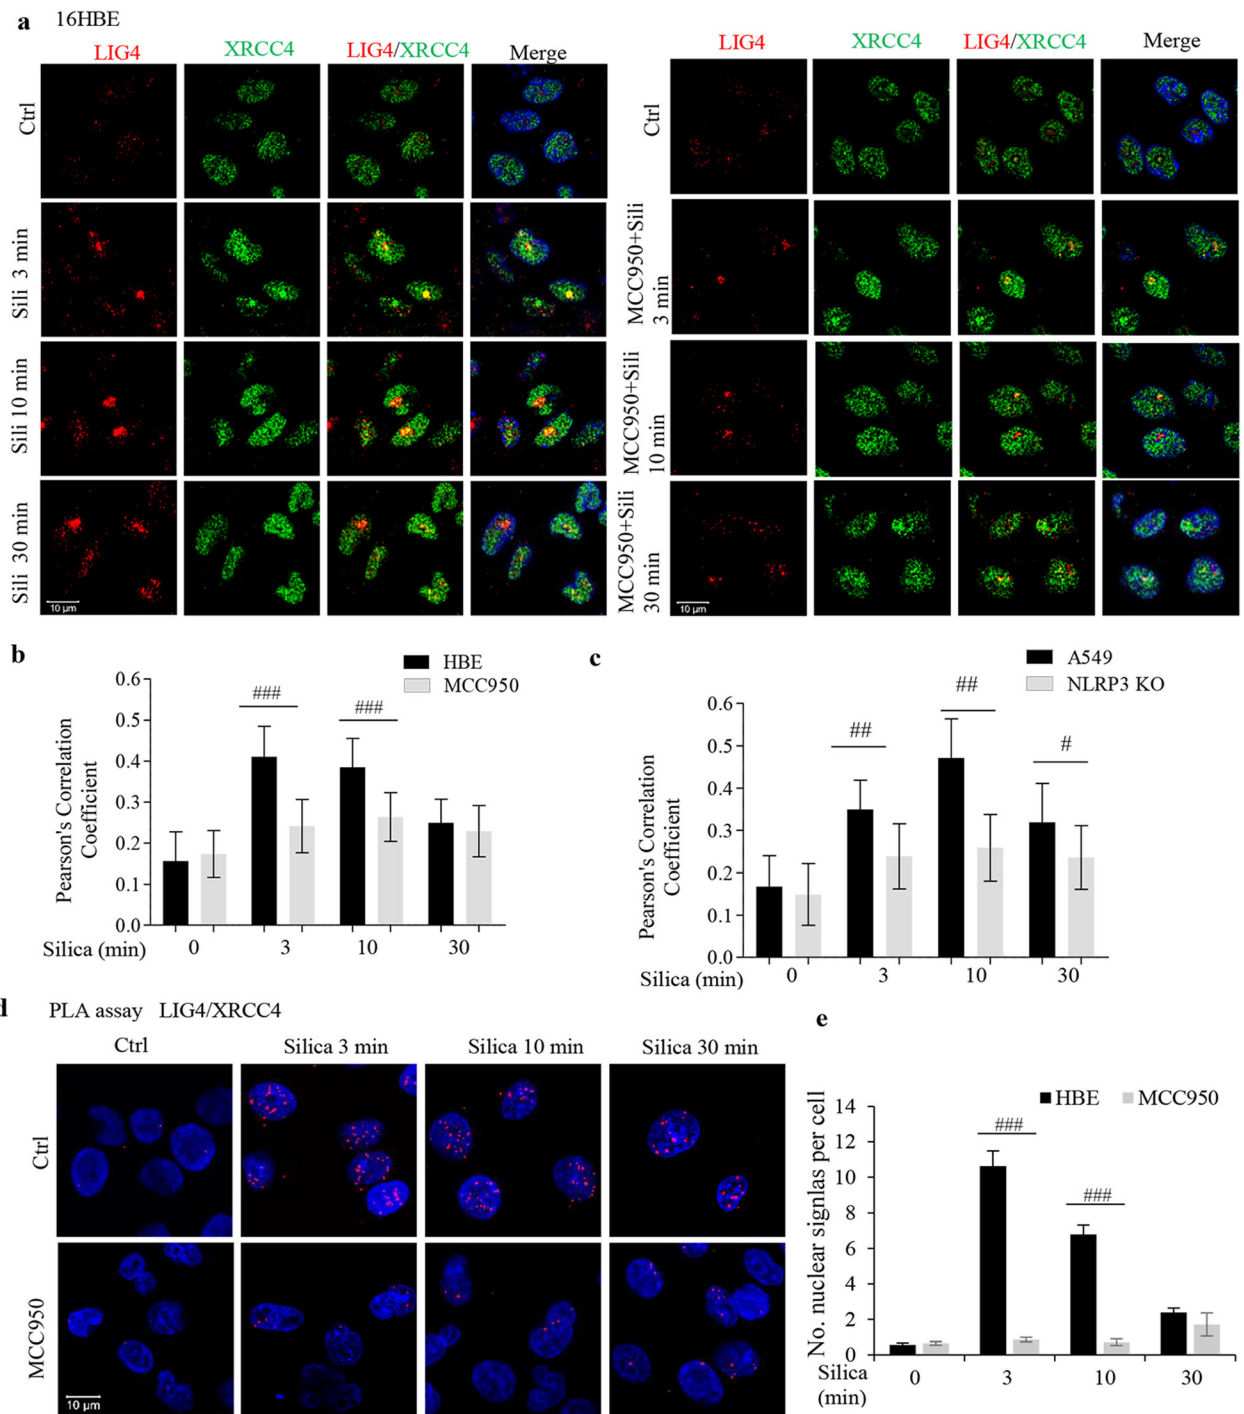 a 16HBE
LIG4 XRCC4 LIG4/XRCC4 Merge
LIG4 XRCC4 LIG4/XRCC4 Merge
Ctrl
Sili 3 min
Sili 10 min
Sili 30 min
10 µm
Ctrl
MCC950+Sili
3 min
MCC950+Sili
10 min
MCC950+Sili
30 min
10 µm
b
HBE
MCC950
Pearson's Correlation
Coefficient
0.6
0.5
0.4
0.3
0.2
0.1
0.0
###
###
Silica (min) 0 3 10 30
c
A549
NLRP3 KO
Pearson's Correlation
Coefficient
0.6
0.5
0.4
0.3
0.2
0.1
0.0
##
##
#
Silica (min) 0 3 10 30
d PLA assay LIG4/XRCC4
Ctrl Silica 3 min Silica 10 min Silica 30 min
Ctrl
MCC950
10 µm
e
HBE MCC950
No. nuclear signlas per cell
14
12
10
8
6
4
2
0
###
###
Silica
(min)
0 3 10 30